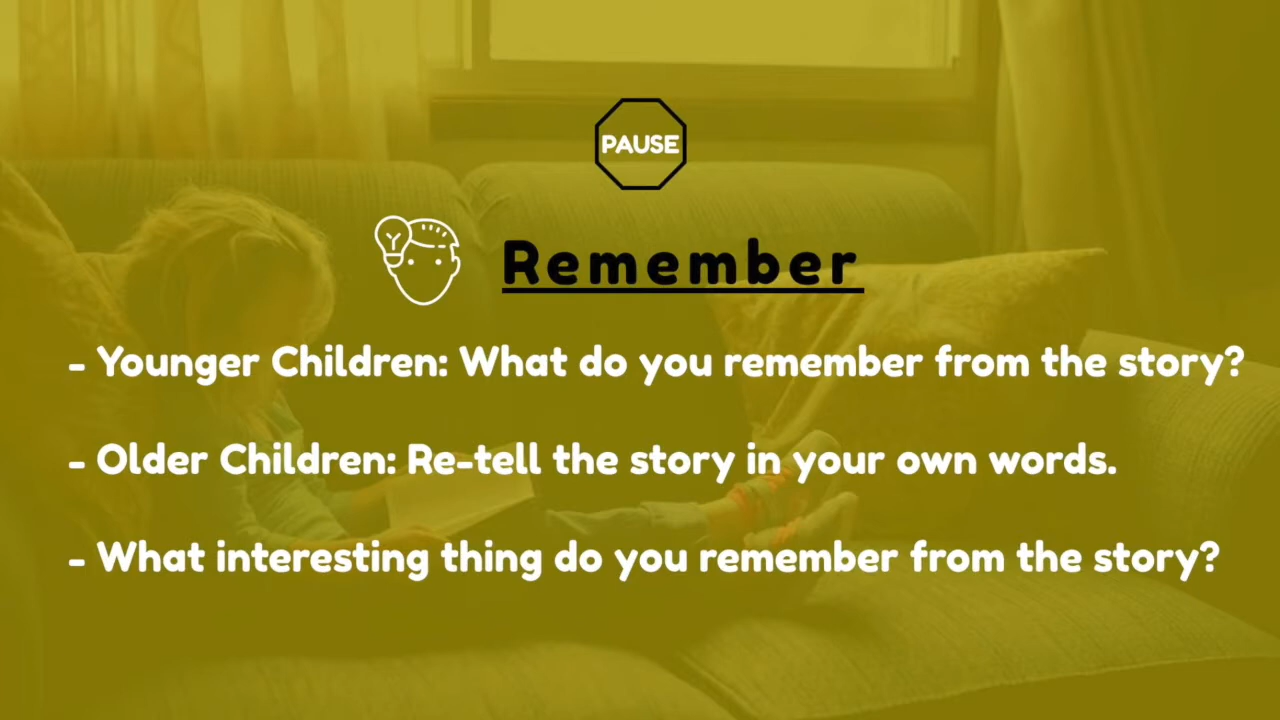 PAUSE
Remember
- Younger Children: What do you remember from the story?
- Older Children: Re-tell the story in your own words.
- What interesting thing do you remember from the story?